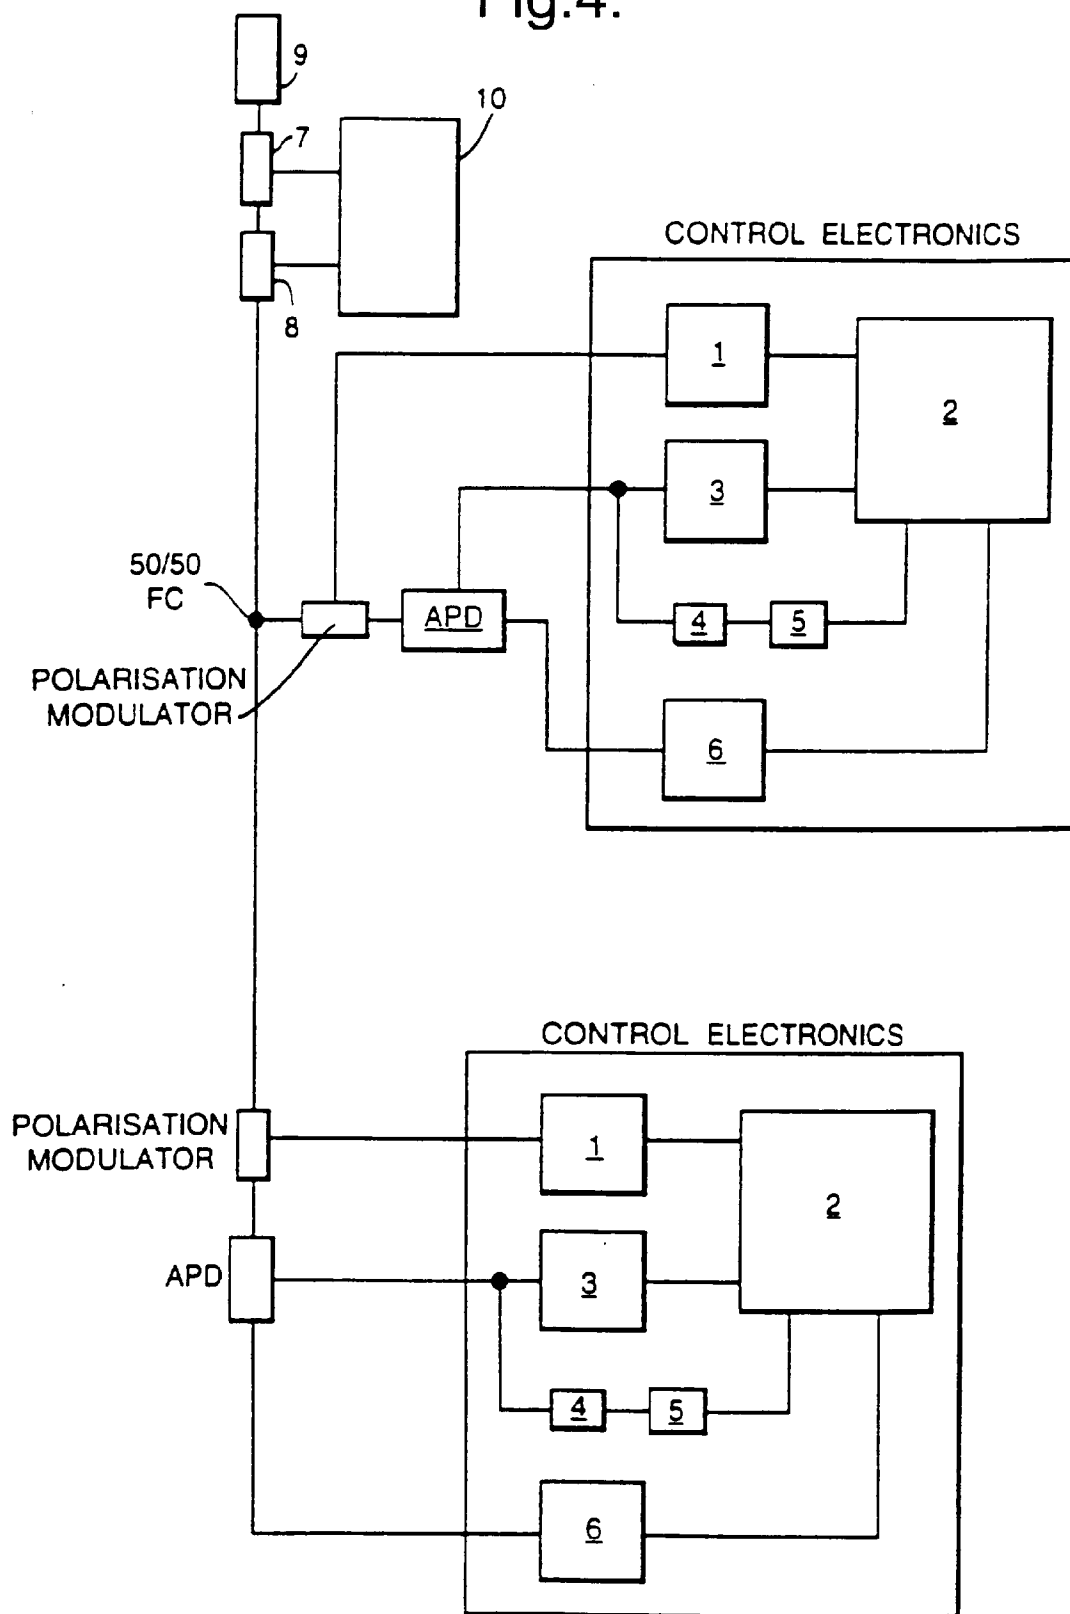 Fig.4.
9
7
10
8
CONTROL ELECTRONICS
1
2
3
50/50
FC
APD
4
5
POLARISATION
MODULATOR
6
CONTROL ELECTRONICS
POLARISATION
MODULATOR
1
2
APD
3
4
5
6